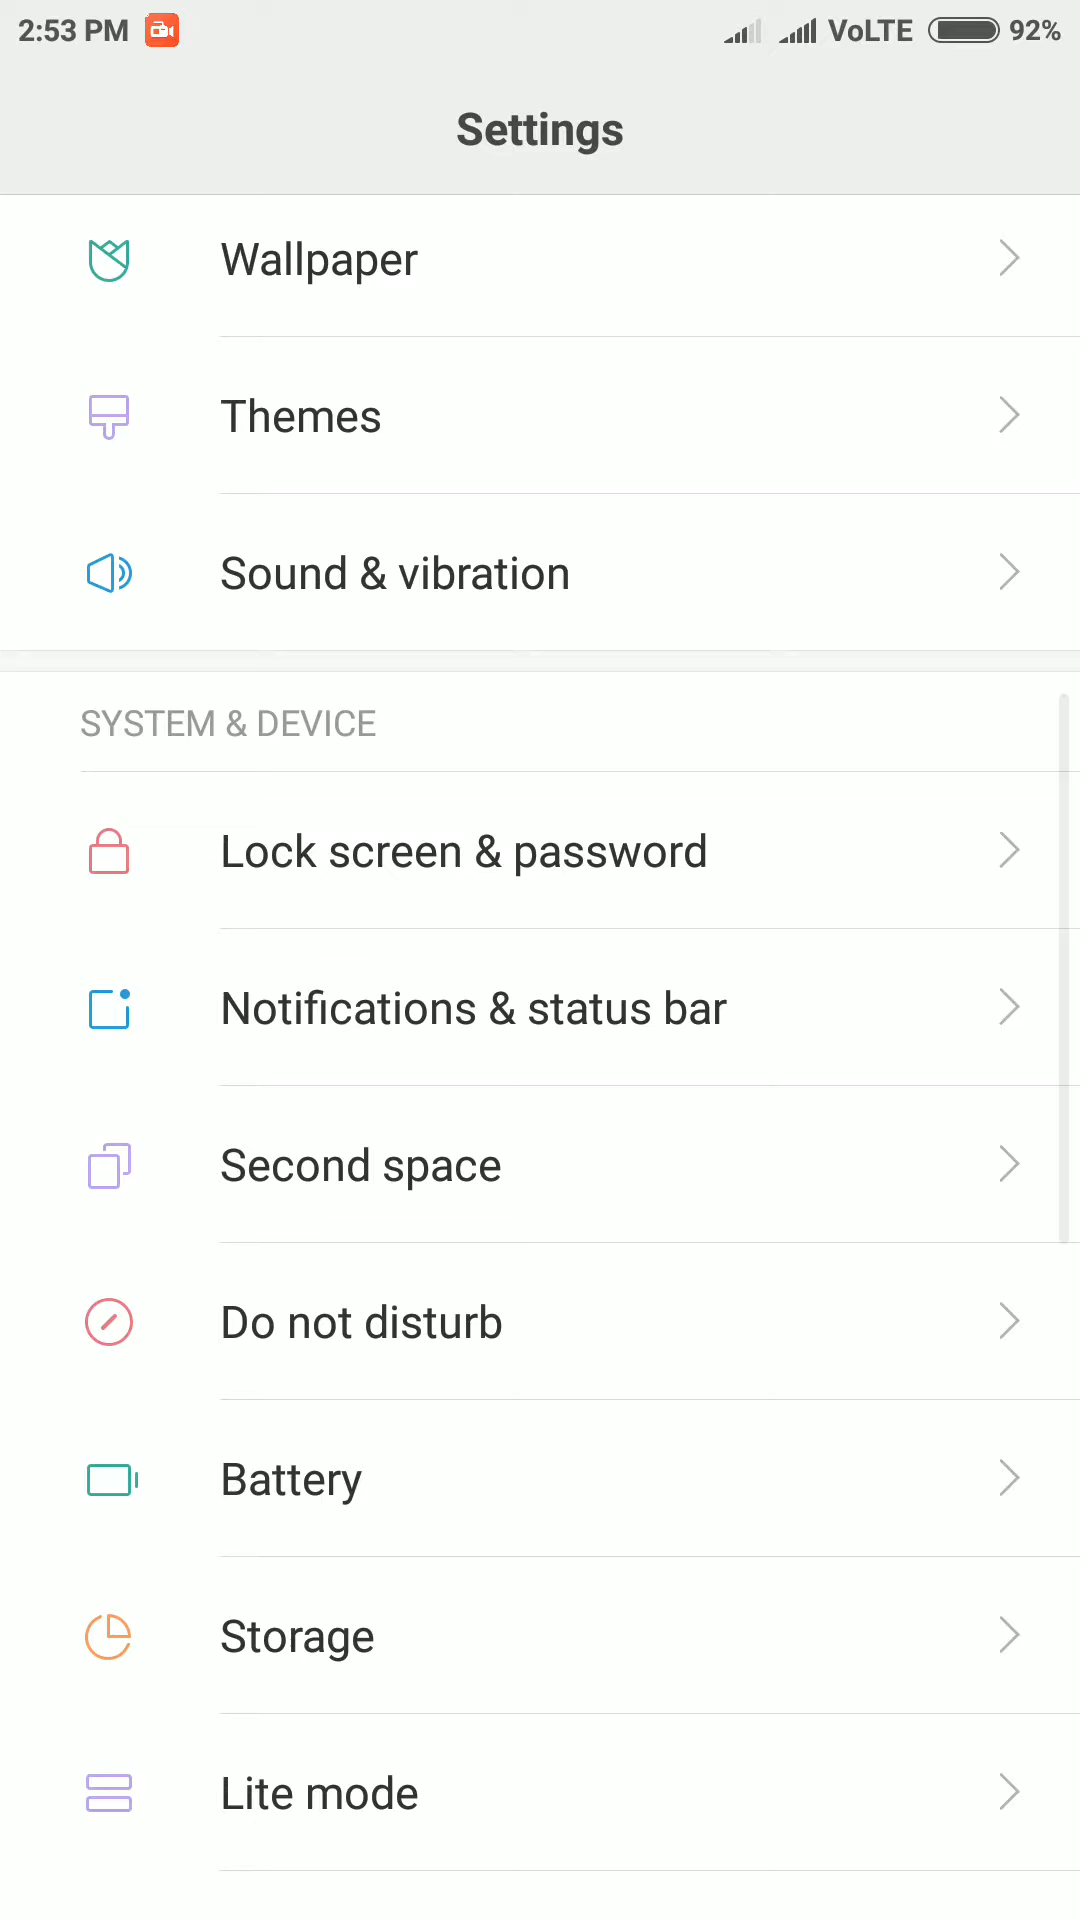 2:53 PM VoLTE 92%
Settings
Wallpaper
Themes
Sound & vibration
SYSTEM & DEVICE
Lock screen & password
Notifications & status bar
Second space
Do not disturb
Battery
Storage
Lite mode